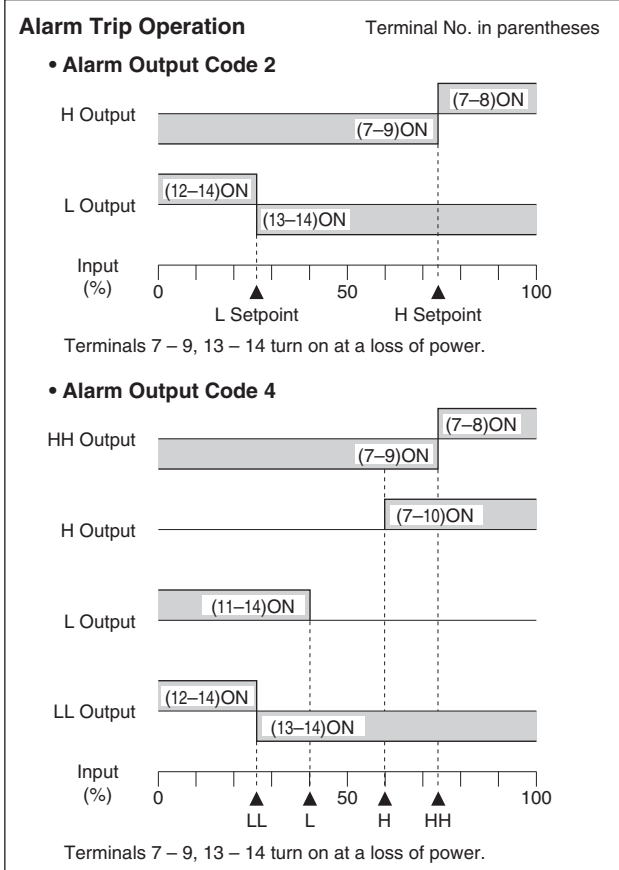 Alarm Trip Operation Terminal No. in parentheses
• Alarm Output Code 2
(7–8)ON
H Output
(7–9)ON
(12–14)ON
L Output
(13–14)ON
Input
(%)
0 50 100
L Setpoint H Setpoint
Terminals 7 – 9, 13 – 14 turn on at a loss of power.
• Alarm Output Code 4
(7–8)ON
HH Output
(7–9)ON
(7–10)ON
H Output
(11–14)ON
L Output
(12–14)ON
LL Output
(13–14)ON
Input
(%)
0 50 100
LL L H HH
Terminals 7 – 9, 13 – 14 turn on at a loss of power.